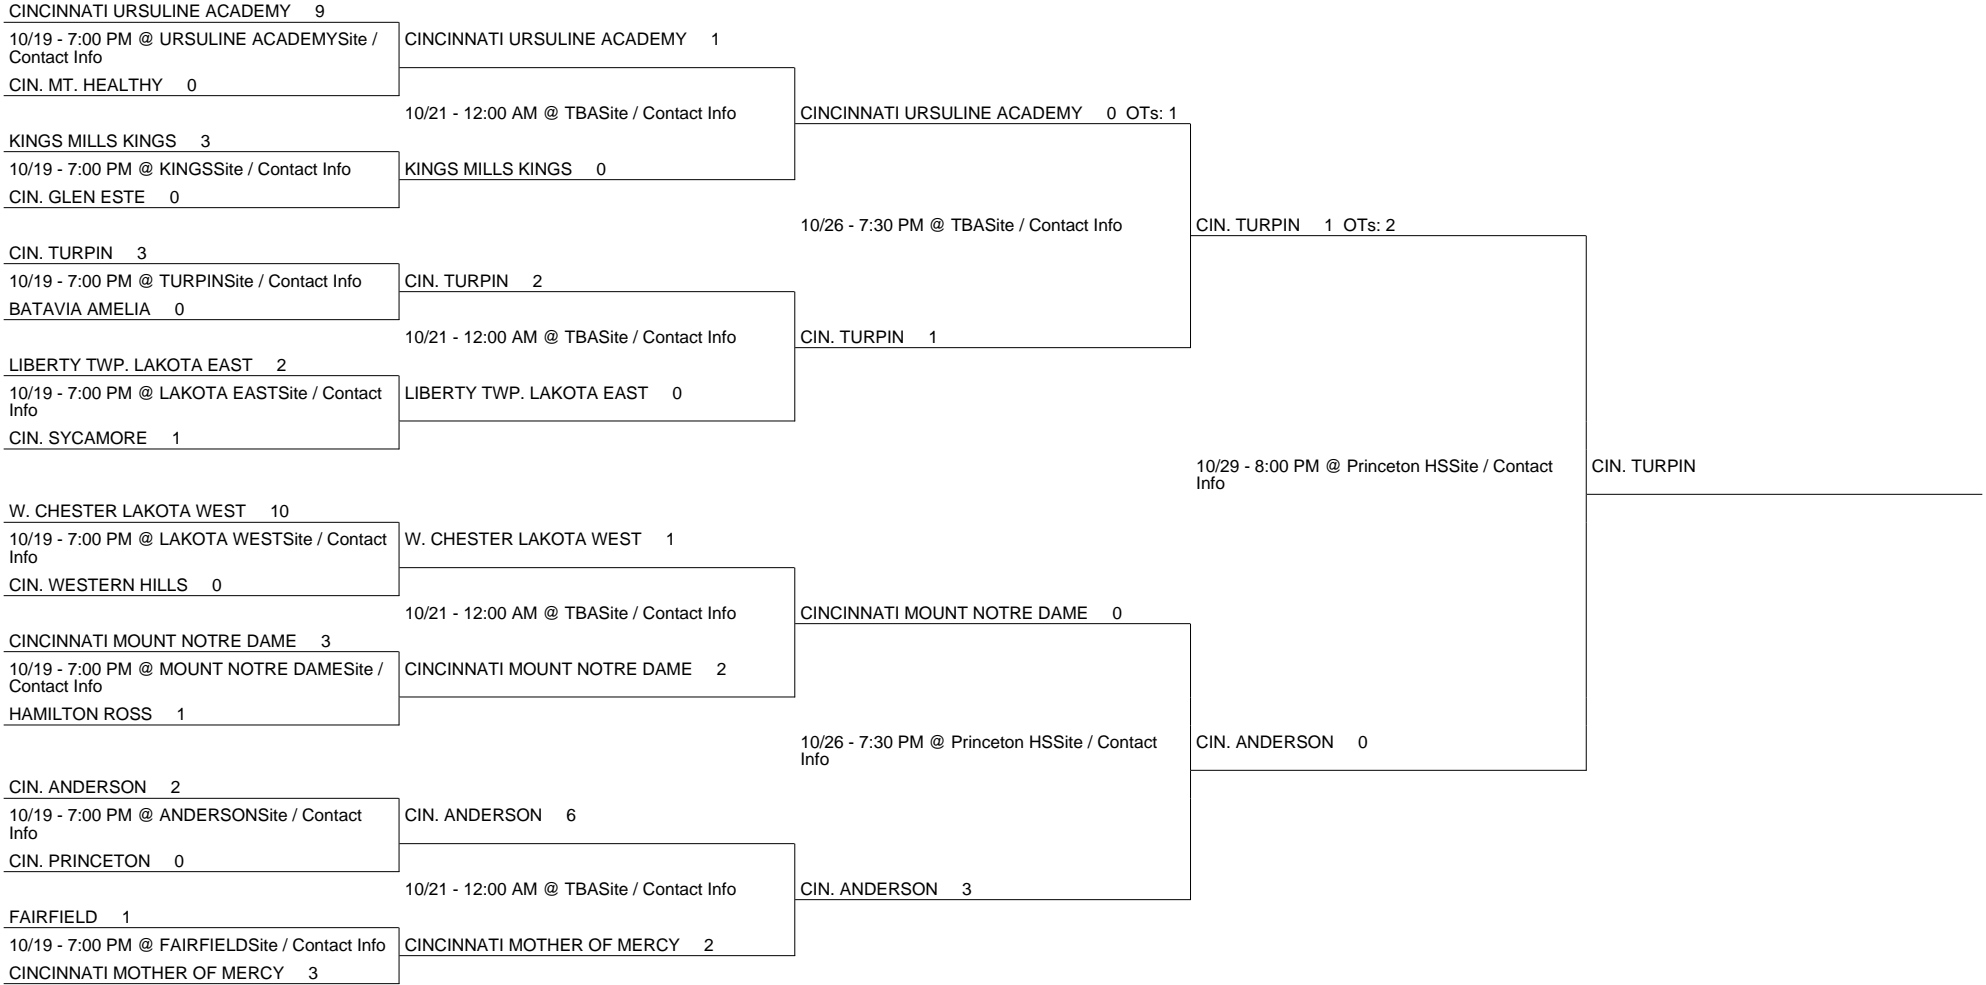 CINCINNATI URSULINE ACADEMY 9
10/19 - 7:00 PM @ URSULINE ACADEMYSite /
Contact Info
CIN. MT. HEALTHY 0
KINGS MILLS KINGS 3
10/19 - 7:00 PM @ KINGSSite / Contact Info
CIN. GLEN ESTE 0
CIN. TURPIN 3
10/19 - 7:00 PM @ TURPINSite / Contact Info
BATAVIA AMELIA 0
LIBERTY TWP. LAKOTA EAST 2
10/19 - 7:00 PM @ LAKOTA EASTSite / Contact
Info
CIN. SYCAMORE 1
W. CHESTER LAKOTA WEST 10
10/19 - 7:00 PM @ LAKOTA WESTSite / Contact
Info
CIN. WESTERN HILLS 0
CINCINNATI MOUNT NOTRE DAME 3
10/19 - 7:00 PM @ MOUNT NOTRE DAMESite /
Contact Info
HAMILTON ROSS 1
CIN. ANDERSON 2
10/19 - 7:00 PM @ ANDERSONSite / Contact
Info
CIN. PRINCETON 0
FAIRFIELD 1
10/19 - 7:00 PM @ FAIRFIELDSite / Contact Info
CINCINNATI MOTHER OF MERCY 3
CINCINNATI URSULINE ACADEMY 1
10/21 - 12:00 AM @ TBASite / Contact Info
KINGS MILLS KINGS 0
CIN. TURPIN 2
10/21 - 12:00 AM @ TBASite / Contact Info
LIBERTY TWP. LAKOTA EAST 0
W. CHESTER LAKOTA WEST 1
10/21 - 12:00 AM @ TBASite / Contact Info
CINCINNATI MOUNT NOTRE DAME 2
CIN. ANDERSON 6
10/21 - 12:00 AM @ TBASite / Contact Info
CINCINNATI MOTHER OF MERCY 2
CINCINNATI URSULINE ACADEMY 0 OTs: 1
10/26 - 7:30 PM @ TBASite / Contact Info
CIN. TURPIN 1
CINCINNATI MOUNT NOTRE DAME 0
10/26 - 7:30 PM @ Princeton HSSite / Contact
Info
CIN. ANDERSON 3
CIN. TURPIN 1 OTs: 2
10/29 - 8:00 PM @ Princeton HSSite / Contact
Info
CIN. ANDERSON 0
CIN. TURPIN